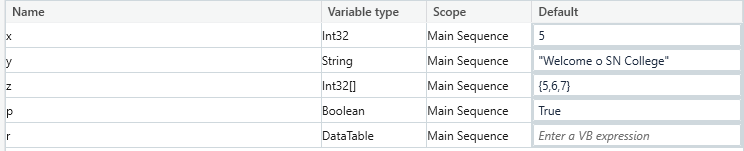 Name Variable type Scope Default
x Int32 Main Sequence 5
y String Main Sequence "Welcome o SN College"
z Int32[] Main Sequence {5,6,7}
p Boolean Main Sequence True
r DataTable Main Sequence Enter a VB expression